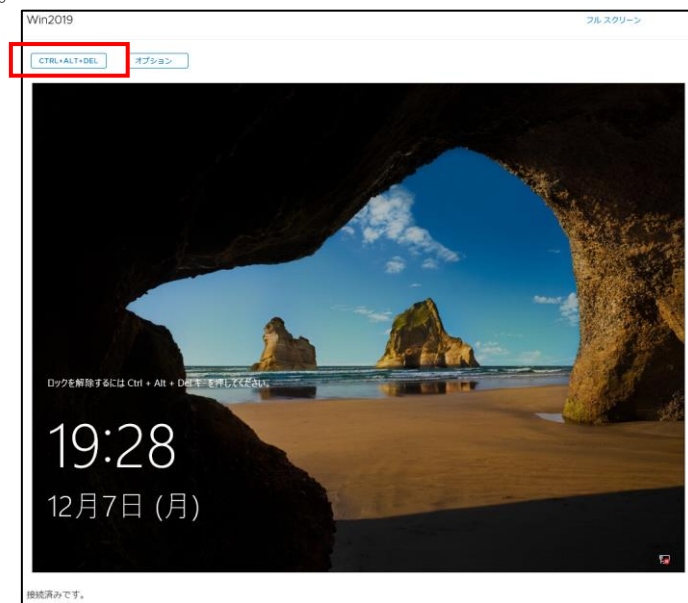 Win2019
フル スクリーン
CTRL+ALT+DEL
オプション
ロックを解除するには Ctrl + Alt + Del キーを押してください。
19:28
12月7日 (月)
接続済みです。